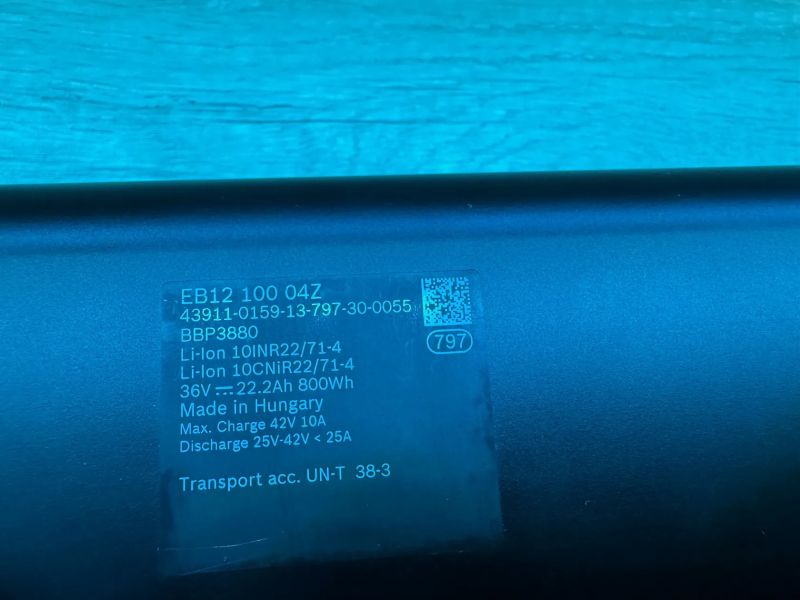 EB12 100 04Z
43911-0159-13-797-30-0055
BBP3880
797
Li-Ion 10INR22/71-4
Li-Ion 10CNiR22/71-4
36V ⎓ 22.2Ah 800Wh
Made in Hungary
Max. Charge 42V 10A
Discharge 25V-42V < 25A
Transport acc. UN-T 38-3